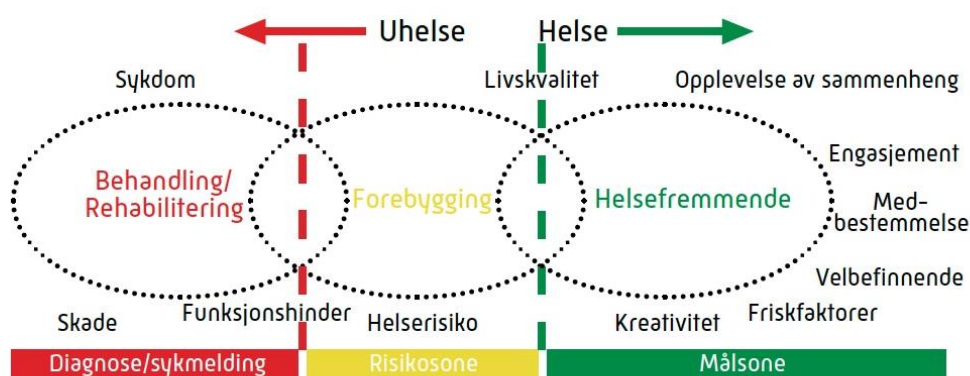 Uhelse Helse
Sykdom Livskvalitet Opplevelse av sammenheng
Engasjement
Behandling/
Rehabilitering Forebygging Helsefremmende Med-
bestemmelse
Velbefinnende
Skade Funksjonshinder Helserisiko Kreativitet Friskfaktorer
Diagnose/sykmelding Risikosone Målsone